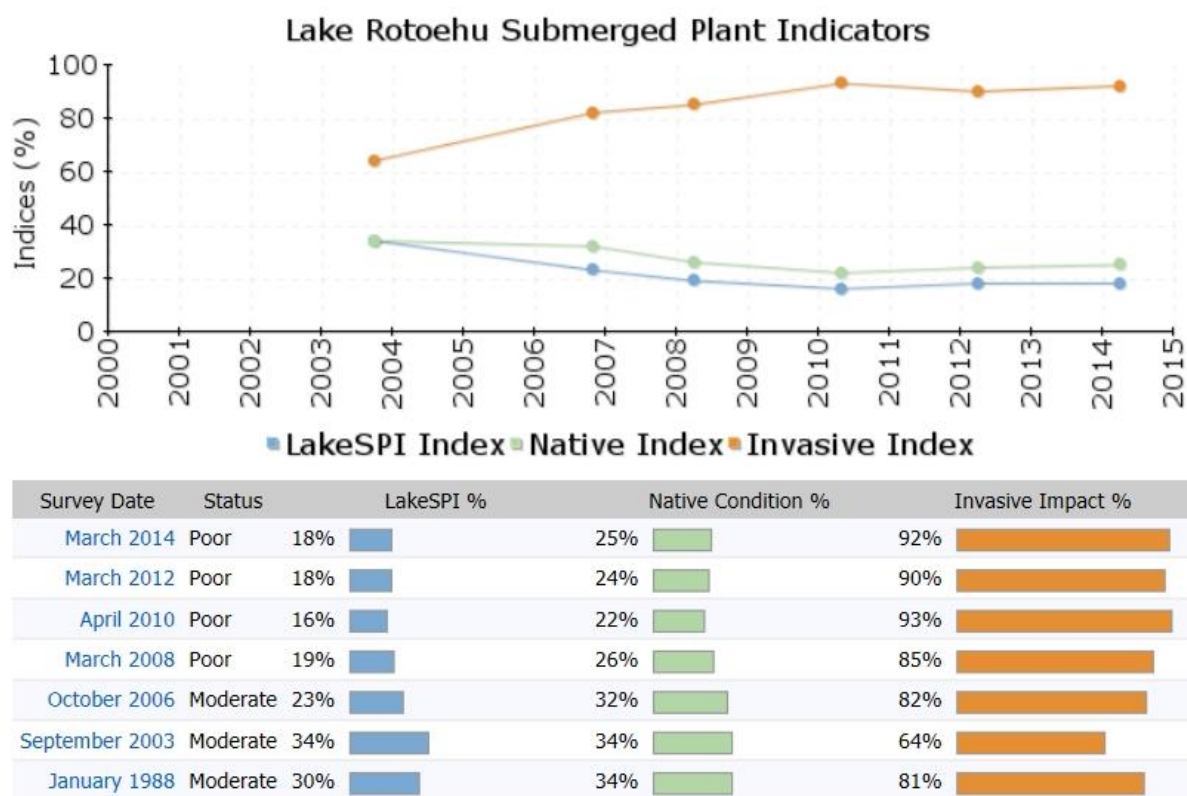 Lake Rotoehu Submerged Plant Indicators
Indices (%)
100
80
60
40
20
0
2000 2001 2002 2003 2004 2005 2006 2007 2008 2009 2010 2011 2012 2013 2014 2015
LakeSPI Index Native Index Invasive Index
Survey Date Status LakeSPI % Native Condition % Invasive Impact %
March 2014 Poor 18% 25% 92%
March 2012 Poor 18% 24% 90%
April 2010 Poor 16% 22% 93%
March 2008 Poor 19% 26% 85%
October 2006 Moderate 23% 32% 82%
September 2003 Moderate 34% 34% 64%
January 1988 Moderate 30% 34% 81%